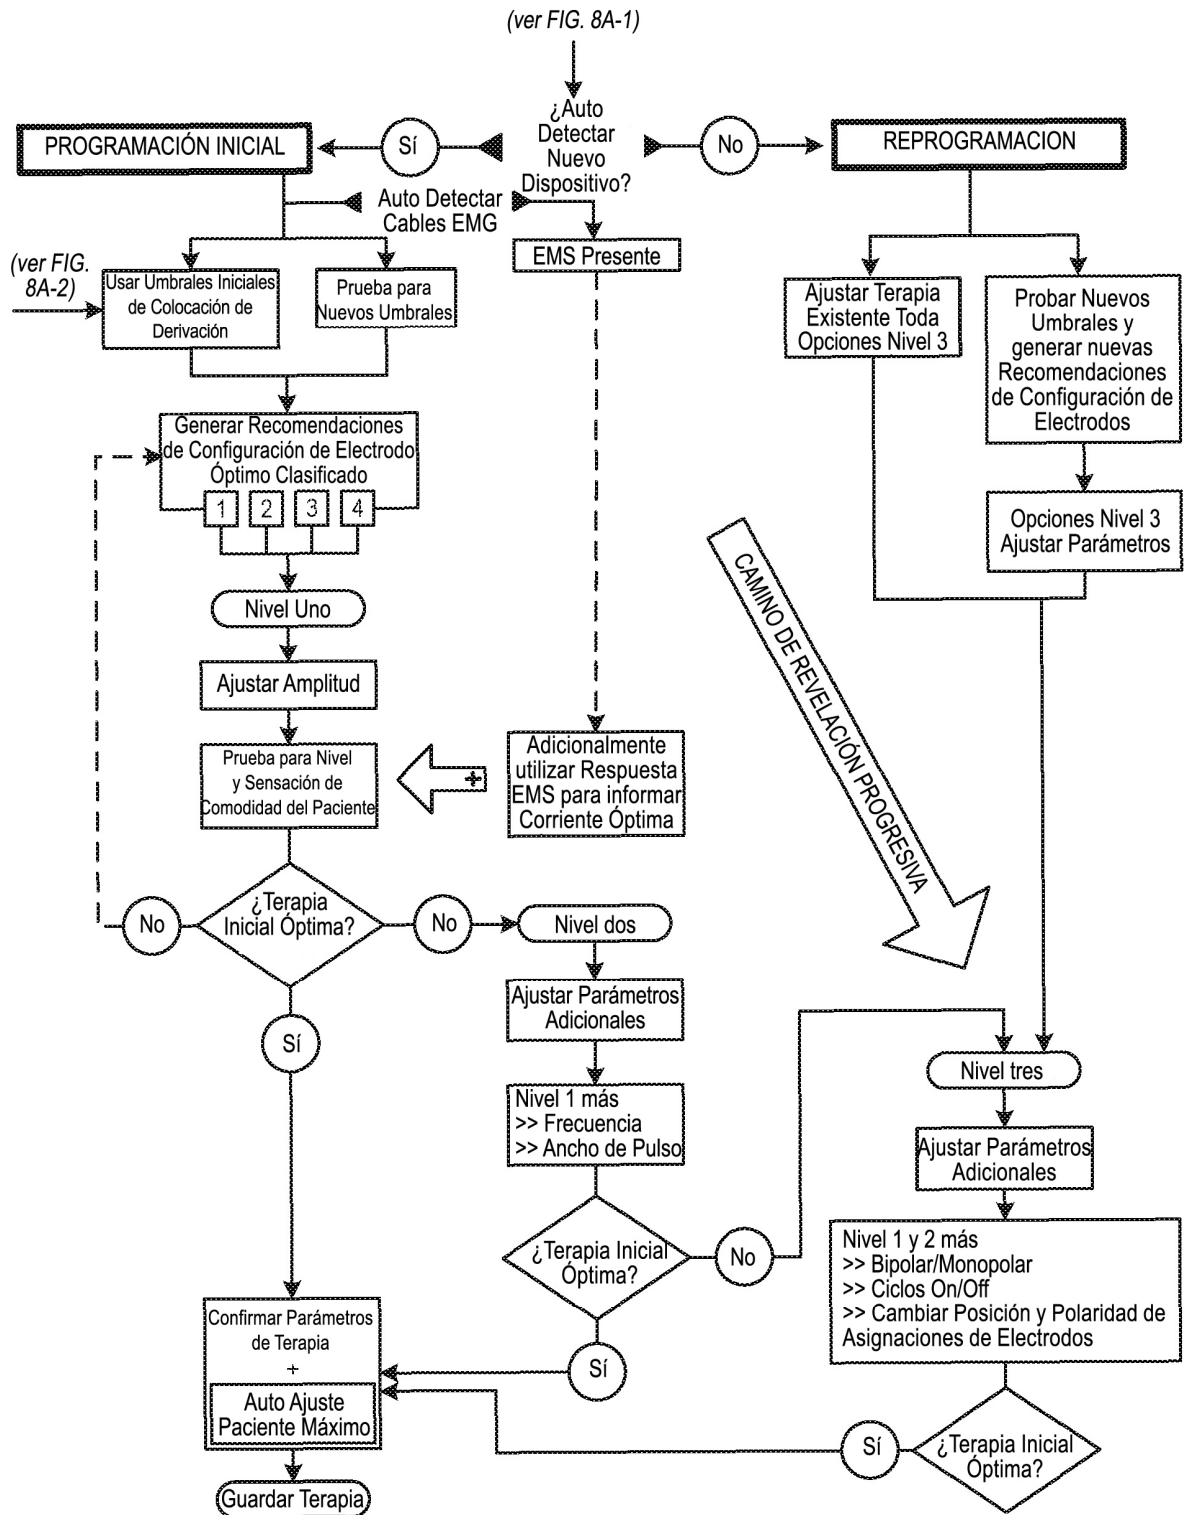 (ver FIG. 8A-1)
¿Auto
Detectar
Nuevo
Dispositivo?
PROGRAMACIÓN INICIAL
Sí
No
REPROGRAMACION
Auto Detectar
Cables EMG
EMS Presente
(ver FIG.
8A-2)
Usar Umbrales Iniciales
de Colocación de
Derivación
Prueba para
Nuevos Umbrales
Ajustar Terapia
Existente Toda
Opciones Nivel 3
Probar Nuevos
Umbrales y
generar nuevas
Recomendaciones
de Configuración de
Electrodos
Generar Recomendaciones
de Configuración de Electrodo
Óptimo Clasificado
1 2 3 4
Opciones Nivel 3
Ajustar Parámetros
Nivel Uno
Ajustar Amplitud
Prueba para Nivel
y Sensación de
Comodidad del Paciente
+
Adicionalmente
utilizar Respuesta
EMS para informar
Corriente Óptima
CAMINO DE REVELACIÓN PROGRESIVA
¿Terapia
Inicial Óptima?
No
No
Sí
Nivel dos
Ajustar Parámetros
Adicionales
Nivel 1 más
>> Frecuencia
>> Ancho de Pulso
¿Terapia Inicial
Óptima?
No
Sí
Nivel tres
Ajustar Parámetros
Adicionales
Nivel 1 y 2 más
>> Bipolar/Monopolar
>> Ciclos On/Off
>> Cambiar Posición y Polaridad de
Asignaciones de Electrodos
¿Terapia Inicial
Óptima?
Sí
Confirmar Parámetros
de Terapia
+
Auto Ajuste
Paciente Máximo
Guardar Terapia